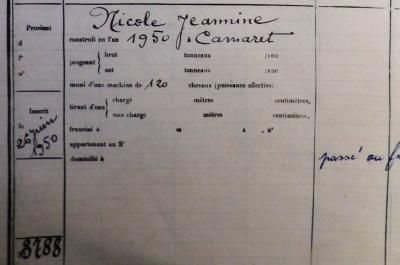 Nicole Jeannine
Provient
d
f°
n°
construit en l'an 1950 à Camaret
jaugeant { brut tonneaux /100
net tonneaux /100
muni d'une machine de 120 chevaux (puissance effective)
tirant d'eau { chargé mètres centimètres,
non chargé mètres centimètres,
Inscrit
le 26 juin
1950
francisé à n°
appartenant au Sr
domicilié à
passé au
3788